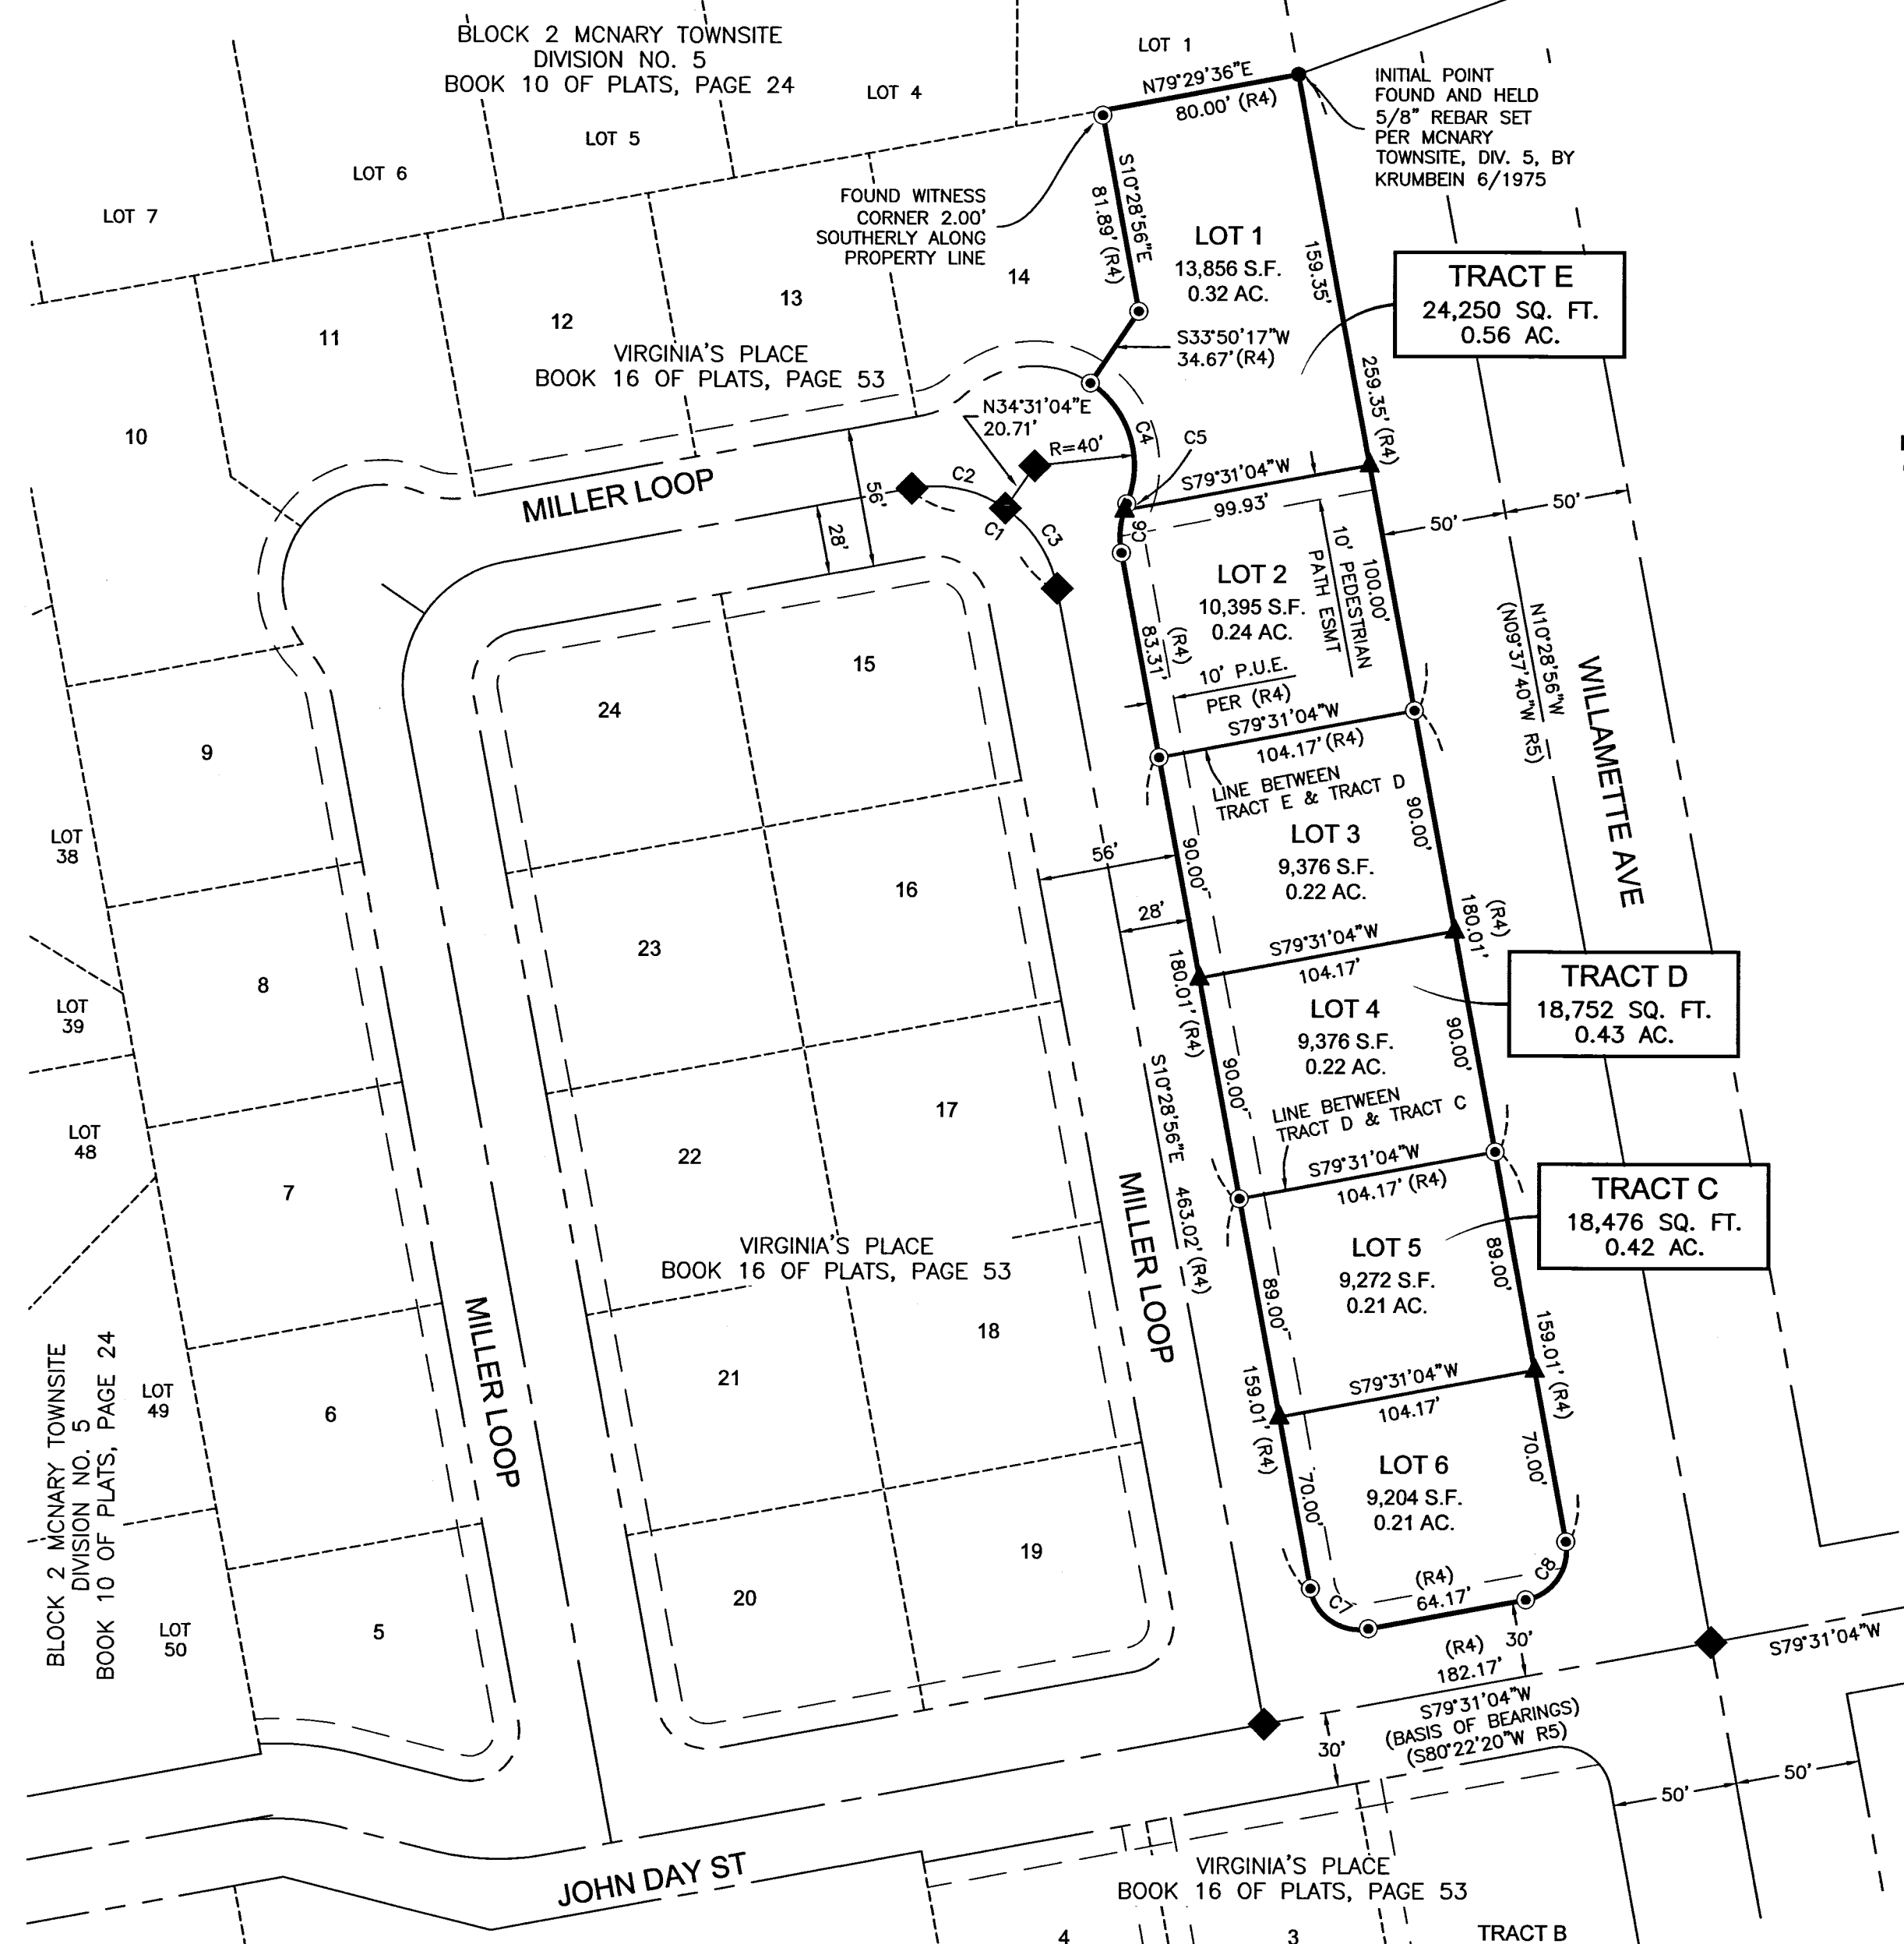 BLOCK 2 MCNARY TOWNSITE
DIVISION NO. 5
BOOK 10 OF PLATS, PAGE 24
LOT 1
LOT 4
LOT 5
LOT 6
LOT 7
N79°29'36"E
80.00' (R4)
INITIAL POINT
FOUND AND HELD
5/8" REBAR SET
PER MCNARY
TOWNSITE, DIV. 5, BY
KRUMBEIN 6/1975
FOUND WITNESS
CORNER 2.00'
SOUTHERLY ALONG
PROPERTY LINE
S10°28'56"E
81.89' (R4)
LOT 1
13,856 S.F.
0.32 AC.
159.35'
259.35' (R4)
TRACT E
24,250 SQ. FT.
0.56 AC.
S33°50'17"W
34.67' (R4)
14
13
12
11
10
VIRGINIA'S PLACE
BOOK 16 OF PLATS, PAGE 53
N34°31'04"E
20.71'
R=40'
C4
C5
C2
C1
C3
C6
MILLER LOOP
56'
28'
S79°31'04"W
99.93'
50'
50'
10' PEDESTRIAN
PATH ESMT
100.00'
LOT 2
10,395 S.F.
0.24 AC.
83.31'
(R4)
10' P.U.E.
PER (R4)
N10°28'56"W
(N09°37'40"W R5)
WILLAMETTE AVE
S79°31'04"W
104.17' (R4)
LINE BETWEEN
TRACT E & TRACT D
15
24
9
LOT
38
LOT 3
9,376 S.F.
0.22 AC.
90.00'
90.00'
56'
28'
16
23
8
LOT
39
180.01'
(R4)
S79°31'04"W
104.17'
180.01' (R4)
TRACT D
18,752 SQ. FT.
0.43 AC.
LOT 4
9,376 S.F.
0.22 AC.
90.00'
90.00'
LINE BETWEEN
TRACT D & TRACT C
17
22
7
LOT
48
S10°28'56"E 463.02' (R4)
MILLER LOOP
S79°31'04"W
104.17' (R4)
TRACT C
18,476 SQ. FT.
0.42 AC.
LOT 5
9,272 S.F.
0.21 AC.
89.00'
89.00'
VIRGINIA'S PLACE
BOOK 16 OF PLATS, PAGE 53
MILLER LOOP
18
21
6
LOT
49
BLOCK 2 MCNARY TOWNSITE
DIVISION NO. 5
BOOK 10 OF PLATS, PAGE 24
159.01' (R4)
159.01' (R4)
S79°31'04"W
104.17'
LOT 6
9,204 S.F.
0.21 AC.
70.00'
70.00'
19
20
5
LOT
50
C7
C8
(R4)
64.17'
30'
(R4)
182.17'
S79°31'04"W
S79°31'04"W
(BASIS OF BEARINGS)
(S80°22'20"W R5)
30'
50'
50'
JOHN DAY ST
VIRGINIA'S PLACE
BOOK 16 OF PLATS, PAGE 53
4
3
TRACT B